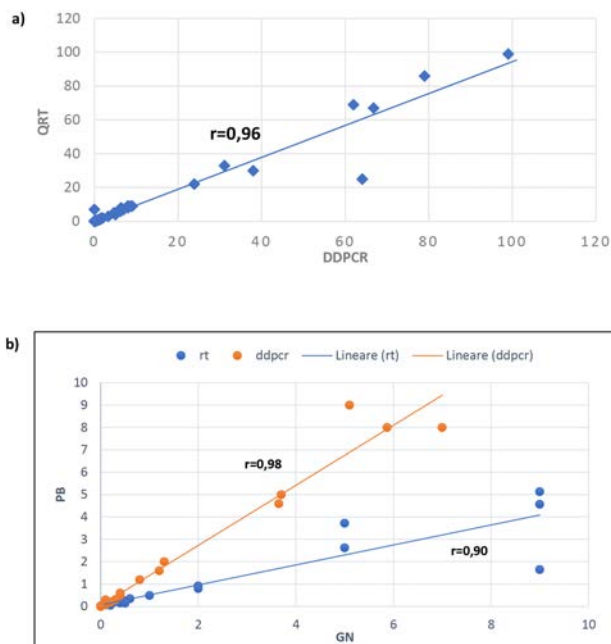 a)
120
100
80
60
40
20
0
QRT
r=0,96
0 20 40 60 80 100 120
DDPCR
b)
rt ddpcr Lineare (rt) Lineare (ddpcr)
10
9
8
7
6
5
4
3
2
1
0
PB
r=0,98
r=0,90
0 2 4 6 8 10
GN